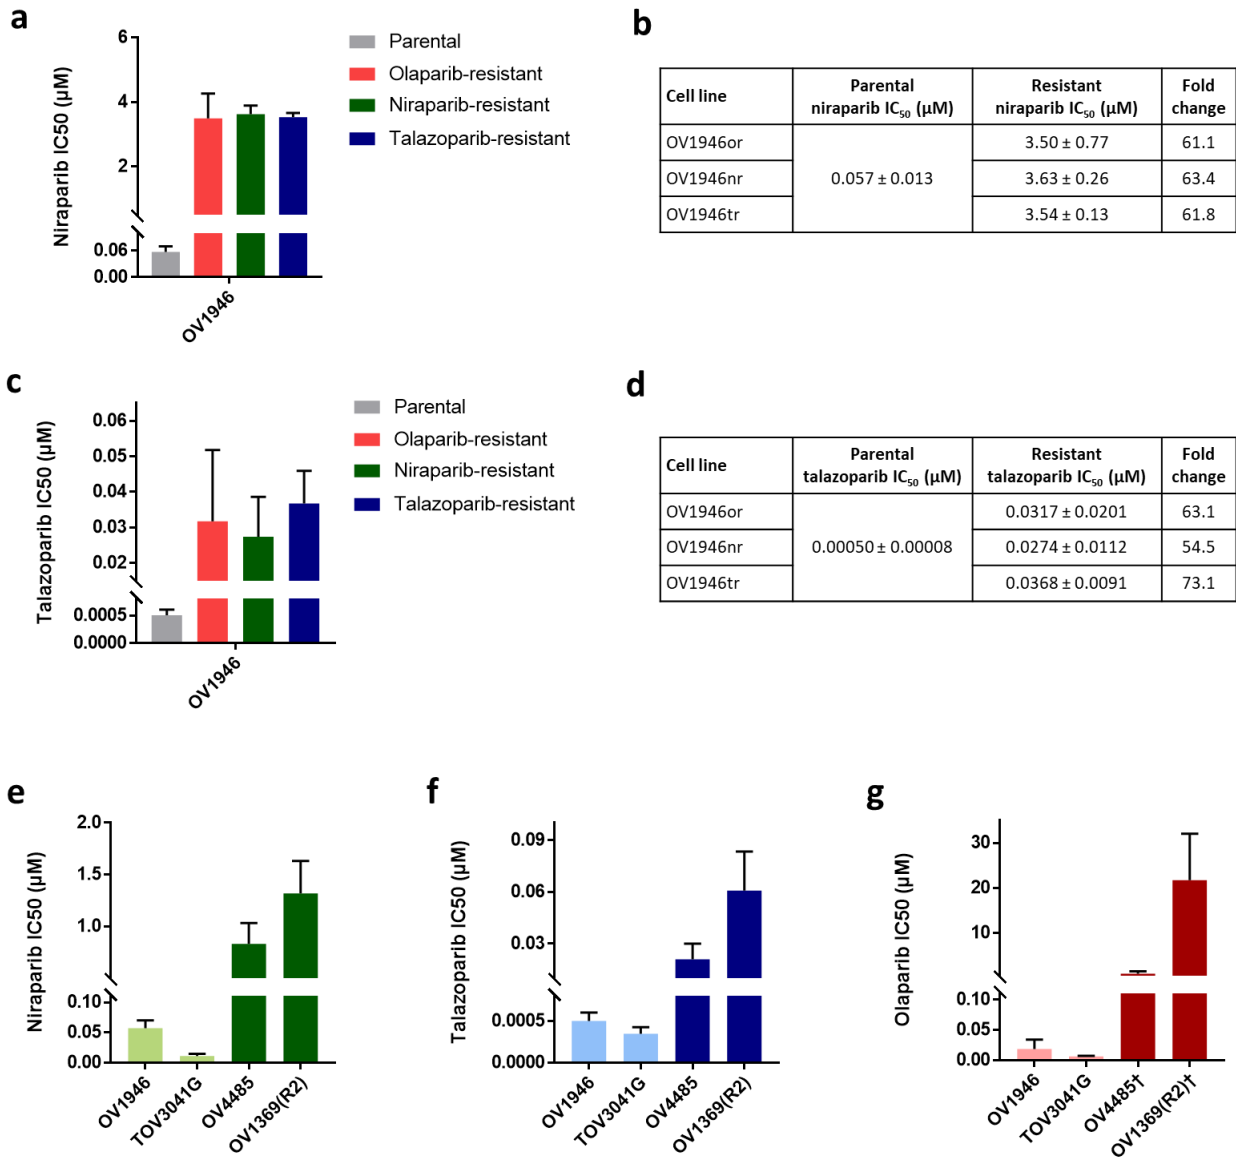 a
6
4
2
0.06
0.00
Niraparib IC50 (µM)
OV1946
Parental
Olaparib-resistant
Niraparib-resistant
Talazoparib-resistant
b
Cell line
Parental
niraparib IC50 (µM)
Resistant
niraparib IC50 (µM)
Fold
change
OV1946or
0.057 ± 0.013
3.50 ± 0.77
61.1
OV1946nr
3.63 ± 0.26
63.4
OV1946tr
3.54 ± 0.13
61.8
c
0.06
0.05
0.04
0.03
0.02
0.0005
0.0000
Talazoparib IC50 (µM)
OV1946
Parental
Olaparib-resistant
Niraparib-resistant
Talazoparib-resistant
d
Cell line
Parental
talazoparib IC50 (µM)
Resistant
talazoparib IC50 (µM)
Fold
change
OV1946or
0.00050 ± 0.00008
0.0317 ± 0.0201
63.1
OV1946nr
0.0274 ± 0.0112
54.5
OV1946tr
0.0368 ± 0.0091
73.1
e
2.0
1.5
1.0
0.10
0.05
0.00
Niraparib IC50 (µM)
OV1946
TOV3041G
OV4485
OV1369(R2)
f
0.09
0.06
0.03
0.0005
0.0000
Talazoparib IC50 (µM)
OV1946
TOV3041G
OV4485
OV1369(R2)
g
30
20
10
0.10
0.05
0.00
Olaparib IC50 (µM)
OV1946
TOV3041G
OV4485†
OV1369(R2)†